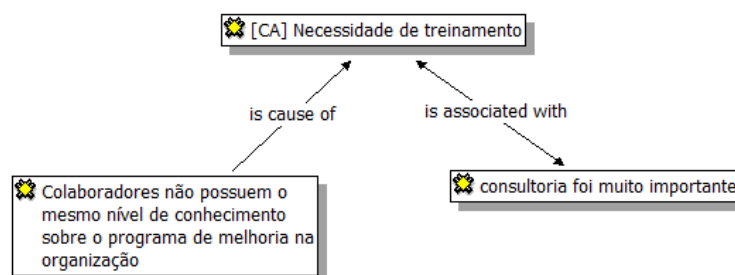 [CA] Necessidade de treinamento
is cause of
is associated with
Colaboradores não possuem o
mesmo nível de conhecimento
sobre o programa de melhoria na
organização
consultoria foi muito importante